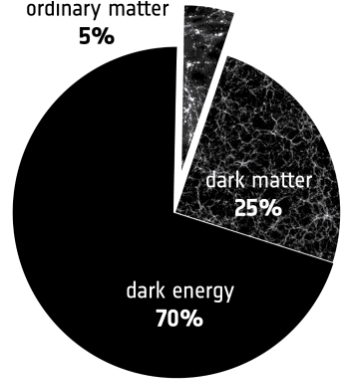 ordinary matter
5%
dark matter
25%
dark energy
70%